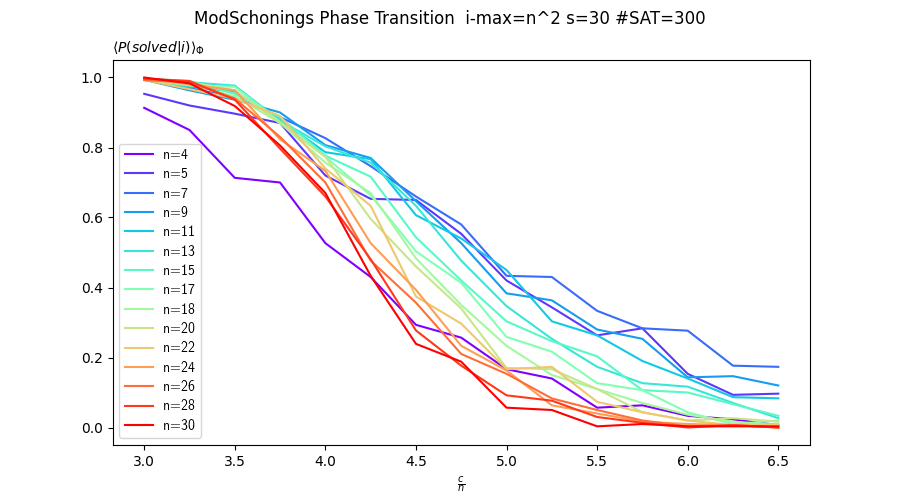 ModSchonings Phase Transition  i-max=n^2 s=30 #SAT=300
⟨P(solved|i)⟩Φ
1.0
0.8
0.6
0.4
0.2
0.0
n=4
n=5
n=7
n=9
n=11
n=13
n=15
n=17
n=18
n=20
n=22
n=24
n=26
n=28
n=30
3.0 3.5 4.0 4.5 5.0 5.5 6.0 6.5
c/n